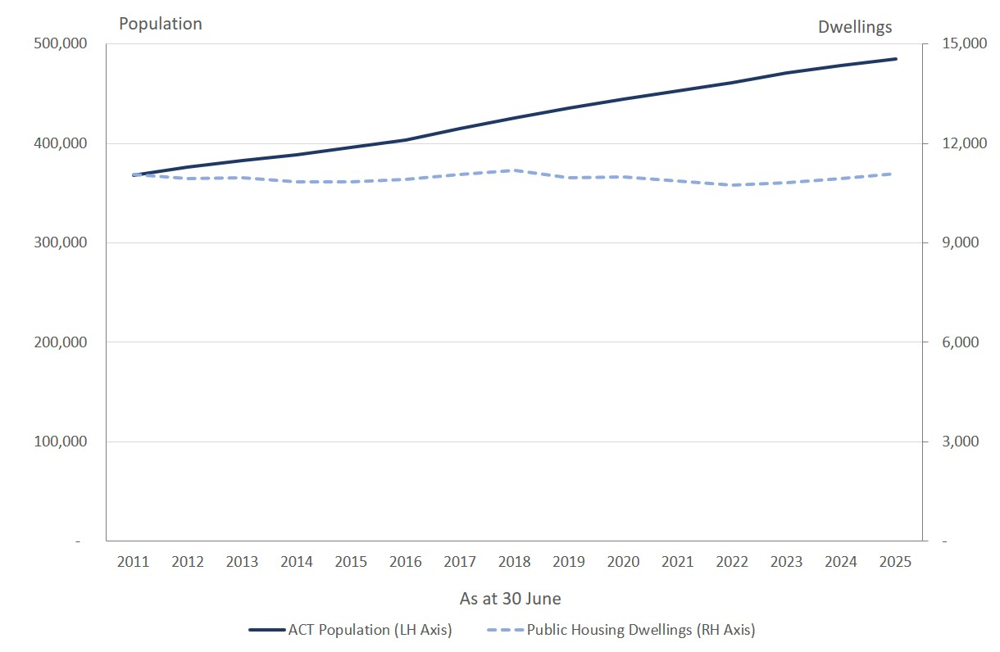 Population Dwellings
500,000 15,000
400,000 12,000
300,000 9,000
200,000 6,000
100,000 3,000
- -
2011 2012 2013 2014 2015 2016 2017 2018 2019 2020 2021 2022 2023 2024 2025
As at 30 June
ACT Population (LH Axis) Public Housing Dwellings (RH Axis)